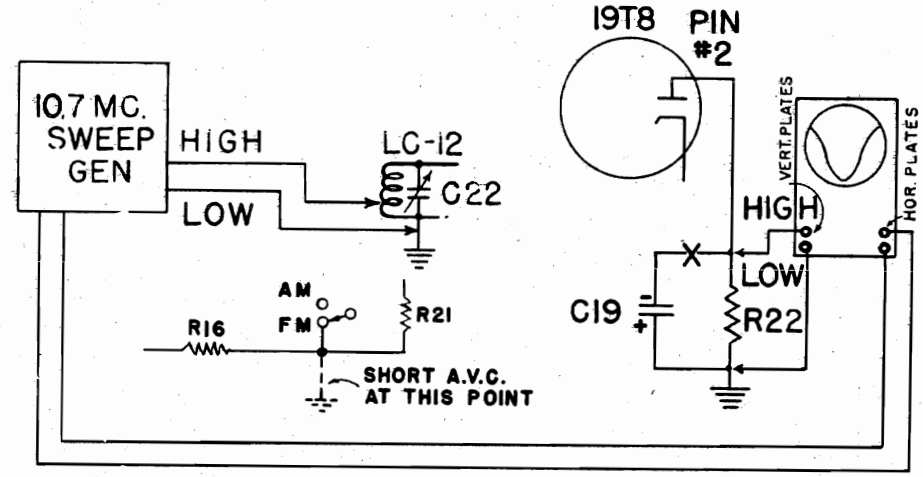 19T8
PIN
#2
10.7 MC.
SWEEP
GEN
HIGH
LOW
LC-12
C22
VERT. PLATES
HOR. PLATES
HIGH
LOW
AM
FM
R16
R21
SHORT A.V.C.
AT THIS POINT
C19
-
+
R22